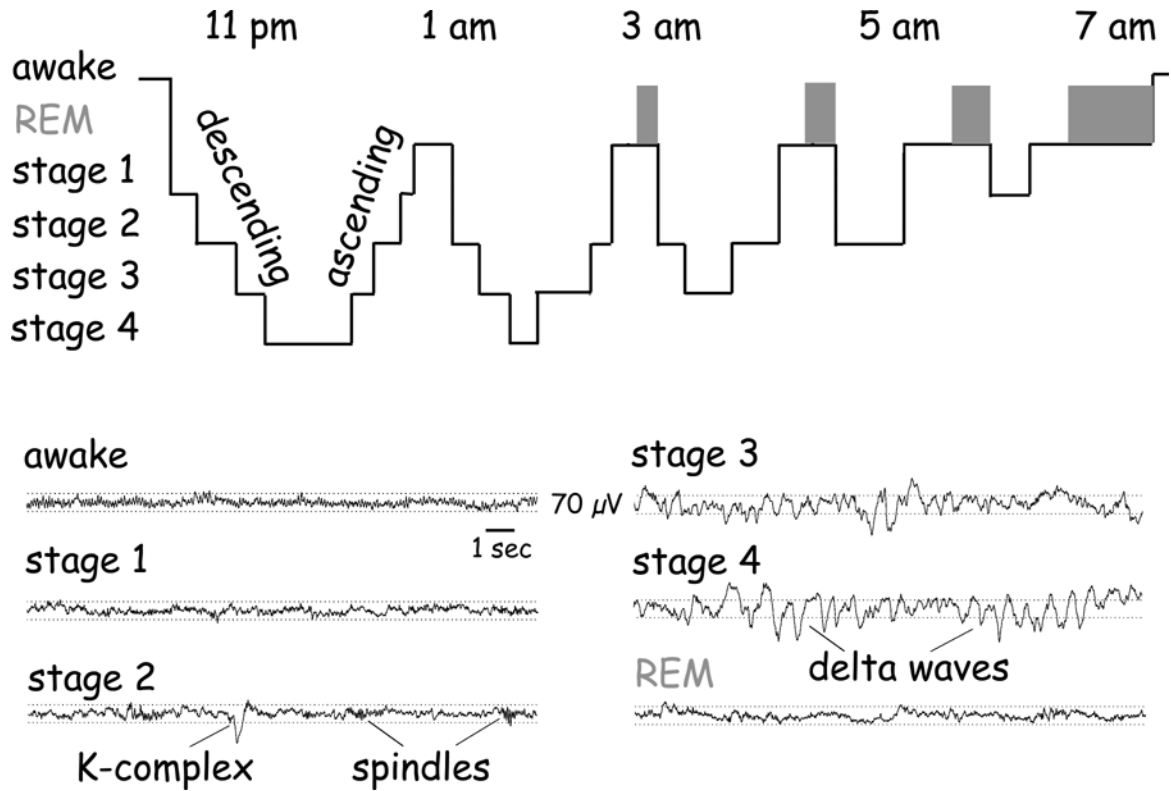 11 pm 1 am 3 am 5 am 7 am
awake
REM
stage 1
stage 2
stage 3
stage 4
descending
ascending
awake
70 µV
1 sec
stage 1
stage 2
K-complex
spindles
stage 3
stage 4
delta waves
REM